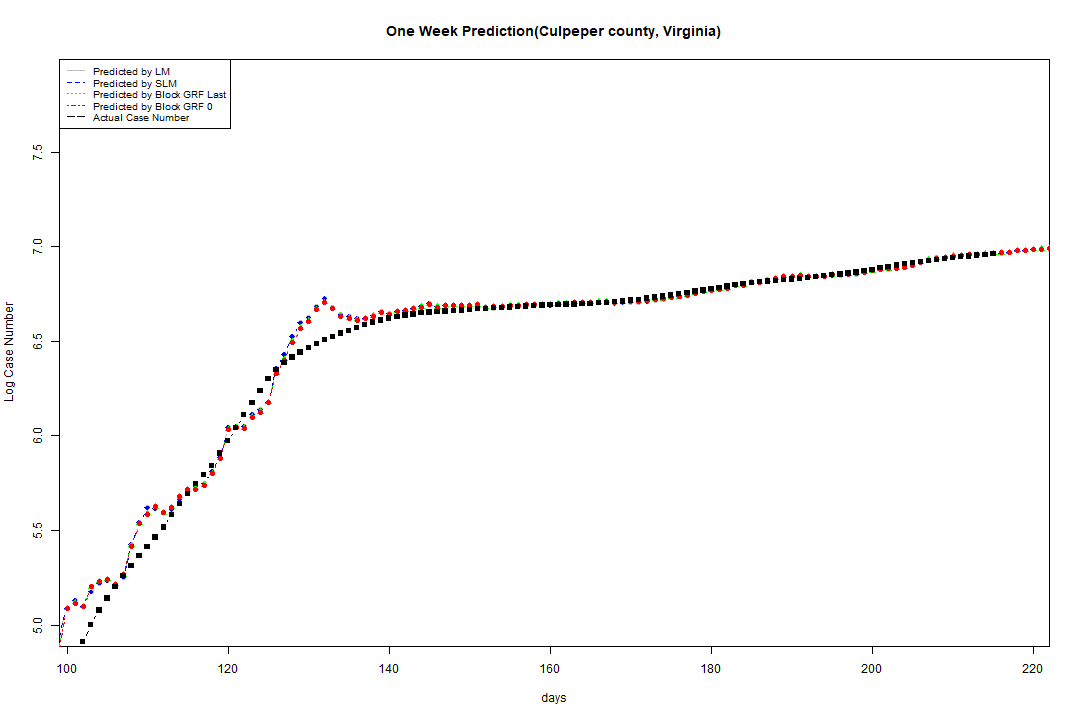 One Week Prediction(Culpeper county, Virginia)
Predicted by LM
Predicted by SLM
Predicted by Block GRF Last
Predicted by Block GRF 0
Actual Case Number
7.5
7.0
6.5
6.0
5.5
5.0
Log Case Number
100 120 140 160 180 200 220
days